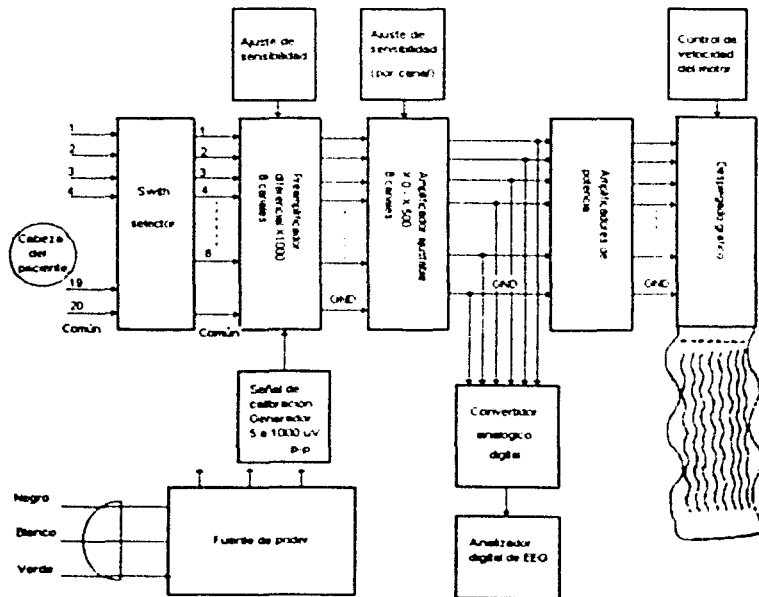 Ajuste de
sensibilidad
Ajuste de
sensibilidad
(por canal)
Control de
velocidad
del motor
1
2
3
4
19
20
Común
Cabeza
del
paciente
Swith
selector
1
2
3
4
8
Común
Preamplificador
diferencial X1000
8 canales
GND
Amplificador ajustable
X 0 - X 500
8 canales
GND
Amplificadores de
potencia
GND
Despliegado gráfico
Señal de
calibración
Generador
5 a 1000 uV
p-p
Convertidor
analogico
digital
Analizador
digital de EEG
Negro
Blanco
Verde
Fuente de poder